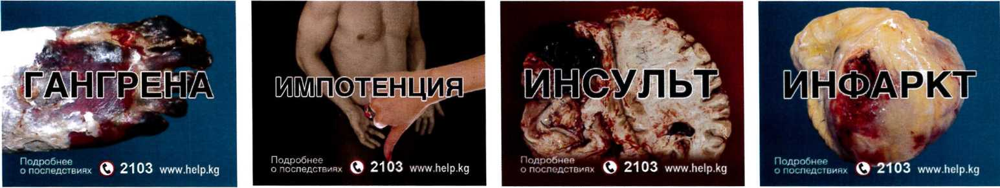 ГАНГРЕНА
Подробнее
о последствиях 2103 www.help.kg
ИМПОТЕНЦИЯ
Подробнее
о последствиях 2103 www.help.kg
ИНСУЛЬТ
Подробнее
о последствиях 2103 www.help.kg
ИНФАРКТ
Подробнее
о последствиях 2103 www.help.kg